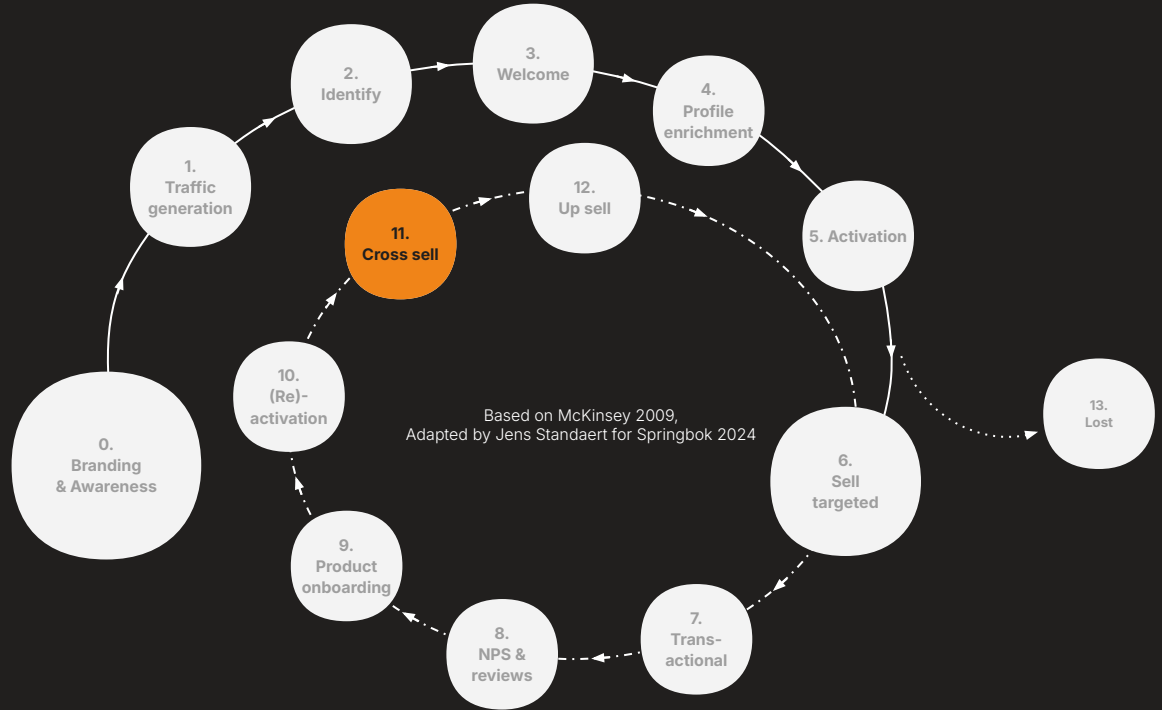 0.
Branding
& Awareness
1.
Traffic
generation
2.
Identify
3.
Welcome
4.
Profile
enrichment
5. Activation
6.
Sell
targeted
7.
Trans-
actional
8.
NPS &
reviews
9.
Product
onboarding
10.
(Re)-
activation
11.
Cross sell
12.
Up sell
13.
Lost
Based on McKinsey 2009,
Adapted by Jens Standaert for Springbok 2024